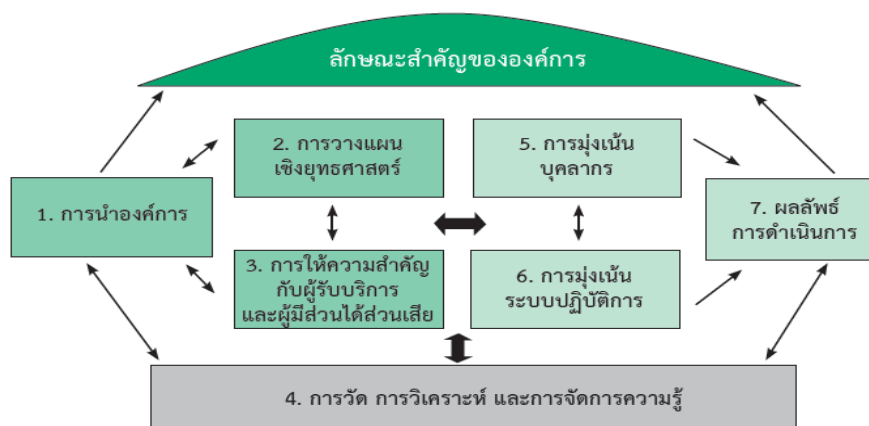 ลักษณะสำคัญขององค์การ
1. การนำองค์การ
2. การวางแผน
เชิงยุทธศาสตร์
3. การให้ความสำคัญ
กับผู้รับบริการ
และผู้มีส่วนได้ส่วนเสีย
5. การมุ่งเน้น
บุคลากร
6. การมุ่งเน้น
ระบบปฏิบัติการ
7. ผลลัพธ์
การดำเนินการ
4. การวัด การวิเคราะห์ และการจัดการความรู้